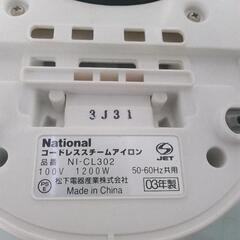 3J31
National
コードレススチームアイロン
品番 NI-CL302
100V 1200W 50-60Hz共用
JET
PS E
松下電器産業株式会社 03年製
Made in China